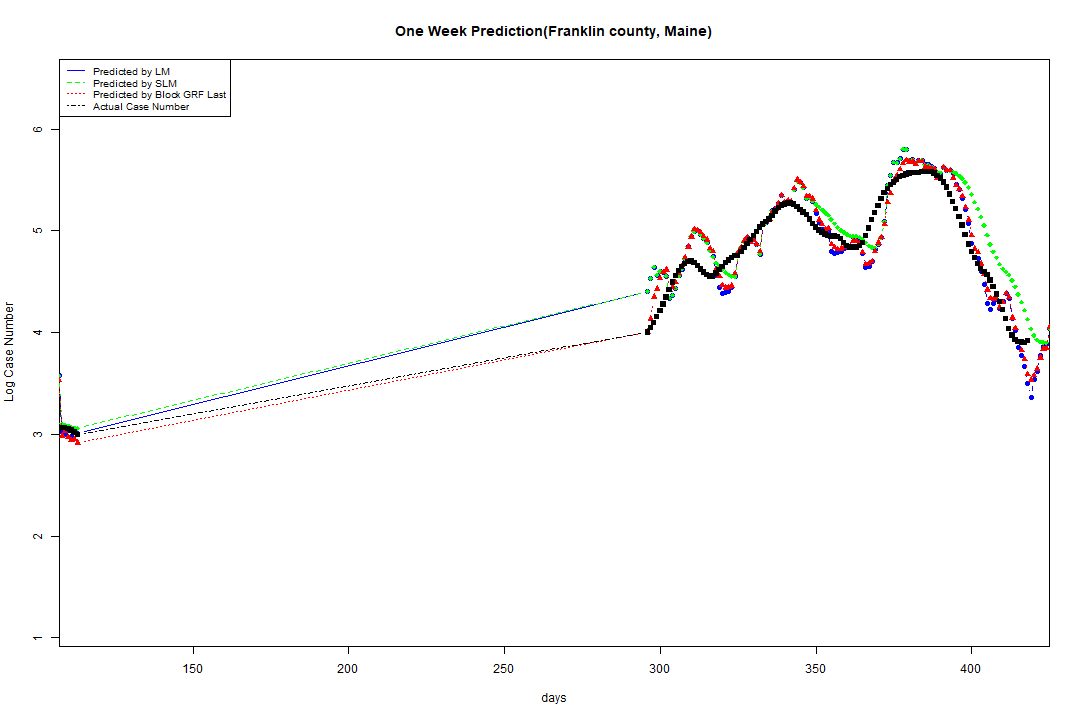 One Week Prediction(Franklin county, Maine)
Predicted by LM
Predicted by SLM
Predicted by Block GRF Last
Actual Case Number
Log Case Number
6
5
4
3
2
1
150 200 250 300 350 400
days